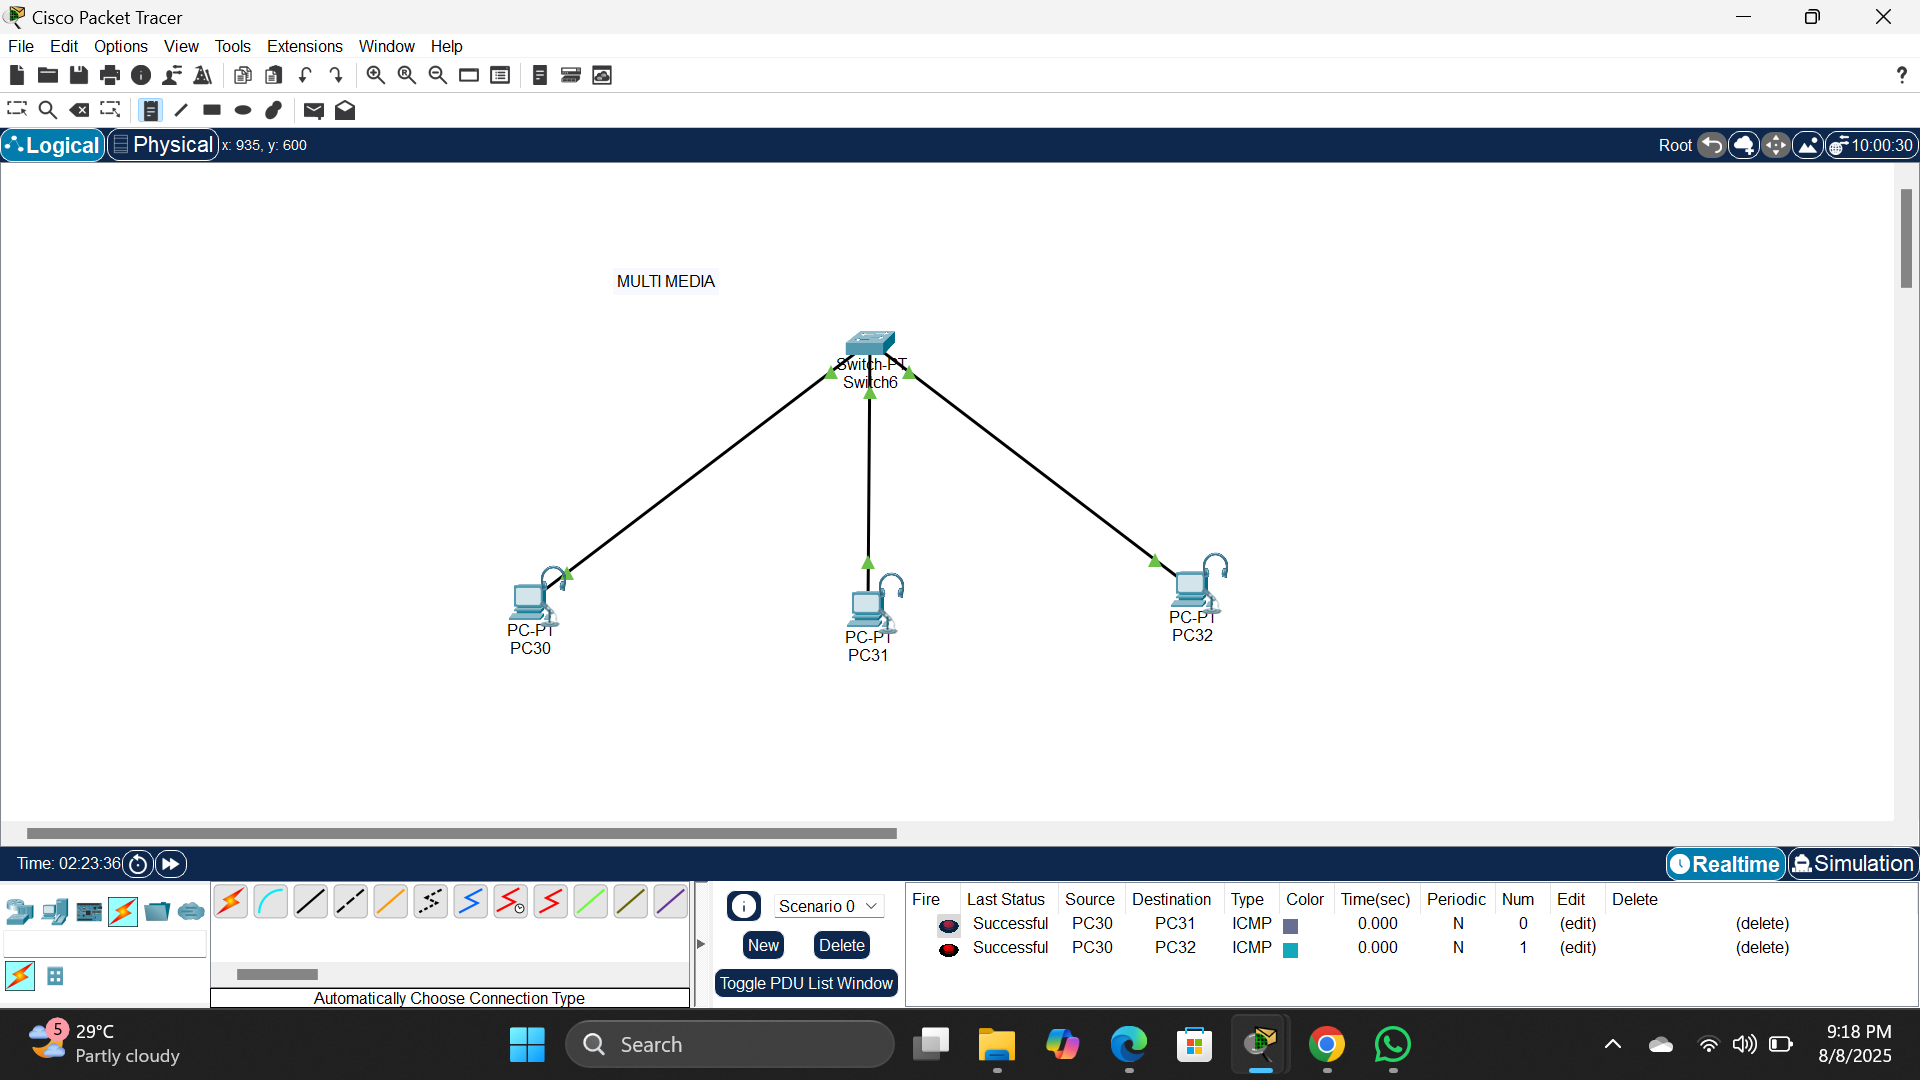 Cisco Packet Tracer
File Edit Options View Tools Extensions Window Help
?
Logical Physical x: 935, y: 600 Root 10:00:30
MULTI MEDIA
Switch-PT
Switch6
PC-PT
PC30
PC-PT
PC31
PC-PT
PC32
Time: 02:23:36 Realtime Simulation
Scenario 0
New Delete
Toggle PDU List Window
Fire Last Status Source Destination Type Color Time(sec) Periodic Num Edit Delete
Successful PC30 PC31 ICMP 0.000 N 0 (edit) (delete)
Successful PC30 PC32 ICMP 0.000 N 1 (edit) (delete)
Automatically Choose Connection Type
5 29°C
Partly cloudy
Search
9:18 PM
8/8/2025